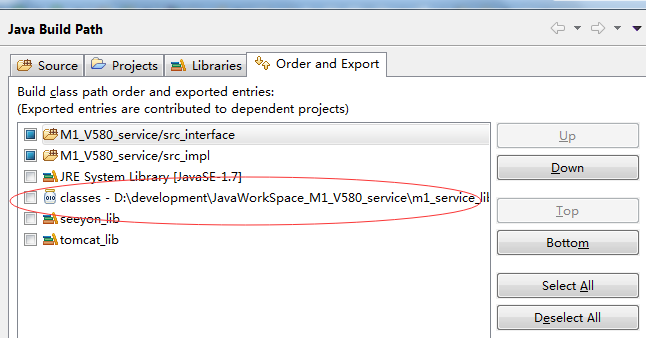 Java Build Path
Source Projects Libraries Order and Export
Build class path order and exported entries:
(Exported entries are contributed to dependent projects)
M1_V580_service/src_interface
M1_V580_service/src_impl
JRE System Library [JavaSE-1.7]
classes - D:\development\JavaWorkSpace_M1_V580_service\m1_service_lib
seeyon_lib
tomcat_lib
Up
Down
Top
Bottom
Select All
Deselect All